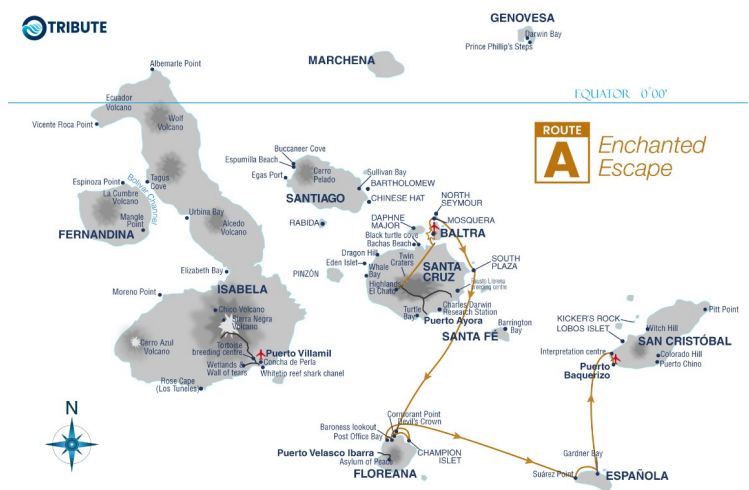 TRIBUTE
GENOVESA
Darwin Bay
Prince Phillip's Steps
MARCHENA
Albemarle Point
EQUATOR 0°00'
Ecuador
Volcano
Wolf
Volcano
Vicente Roca Point
ROUTE
A
Enchanted
Escape
Buccaneer Cove
Espumilla Beach
Egas Port
Cerro
Pelado
Sullivan Bay
BARTHOLOMEW
CHINESE HAT
SANTIAGO
Espinoza Point
Bolivar Channel
Tagus
Cove
La Cumbre
Volcano
Mangle
Point
FERNANDINA
Urbina Bay
Alcedo
Volcano
RABIDA
NORTH
SEYMOUR
MOSQUERA
DAPHNE
MAJOR
BALTRA
Black turtle cove
Bachas Beach
Dragon Hill
Eden Islet
Whale
Bay
Twin
Craters
SANTA
CRUZ
SOUTH
PLAZA
Highlands
El Chato
Fausto Llerena
breeding centre
PINZÓN
Elizabeth Bay
ISABELA
Moreno Point
Chico Volcano
Sierra Negra
Volcano
Cerro Azul
Volcano
Tortoise
breeding centre
Puerto Villamil
Concha de Perla
Wetlands &
Wall of tears
Whitetip reef shark chanel
Rose Cape
(Los Tuneles)
Turtle
Bay
Charles Darwin
Research Station
Puerto Ayora
SANTA FÉ
Barrington
Bay
KICKER'S ROCK
LOBOS ISLET
Pitt Point
Witch Hill
SAN CRISTÓBAL
Interpretation centre
Colorado Hill
Puerto Chino
Puerto
Baquerizo
N
Cormorant Point
Devil's Crown
Baroness lookout
Post Office Bay
Puerto Velasco Ibarra
Asylum of Peace
CHAMPION
ISLET
FLOREANA
Gardner Bay
Suárez Point
ESPAÑOLA